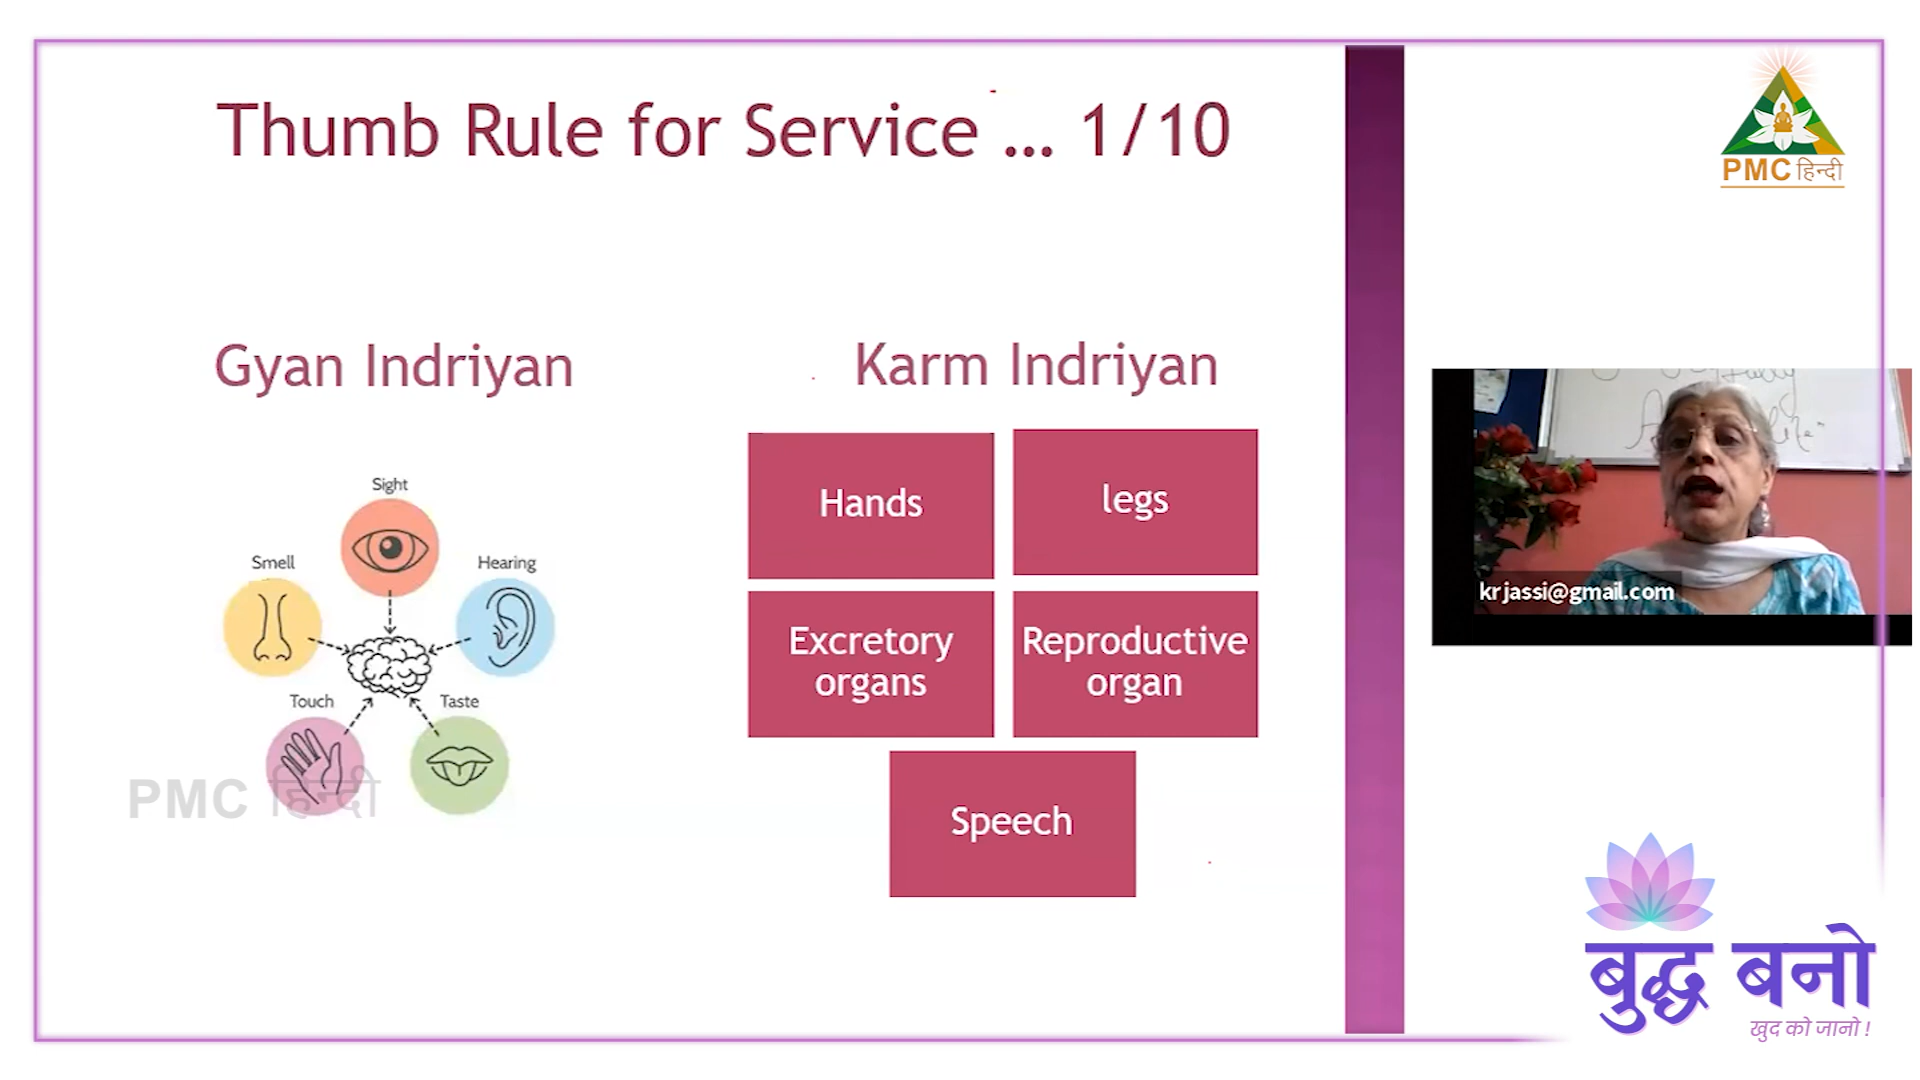 Thumb Rule for Service ... 1/10
PMC हिन्दी
Gyan Indriyan
Karm Indriyan
Sight
Smell
Hearing
Touch
Taste
Hands
legs
Excretory
organs
Reproductive
organ
Speech
krjassi@gmail.com
PMC हिन्दी
बुद्ध बनो
खुद को जानो !